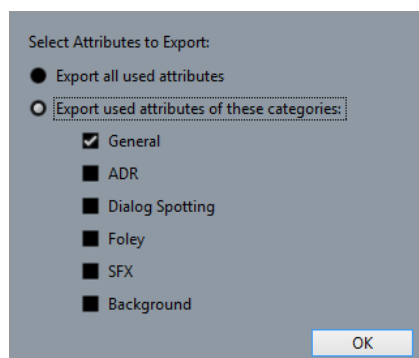 Select Attributes to Export:
Export all used attributes
Export used attributes of these categories:
General
ADR
Dialog Spotting
Foley
SFX
Background
OK